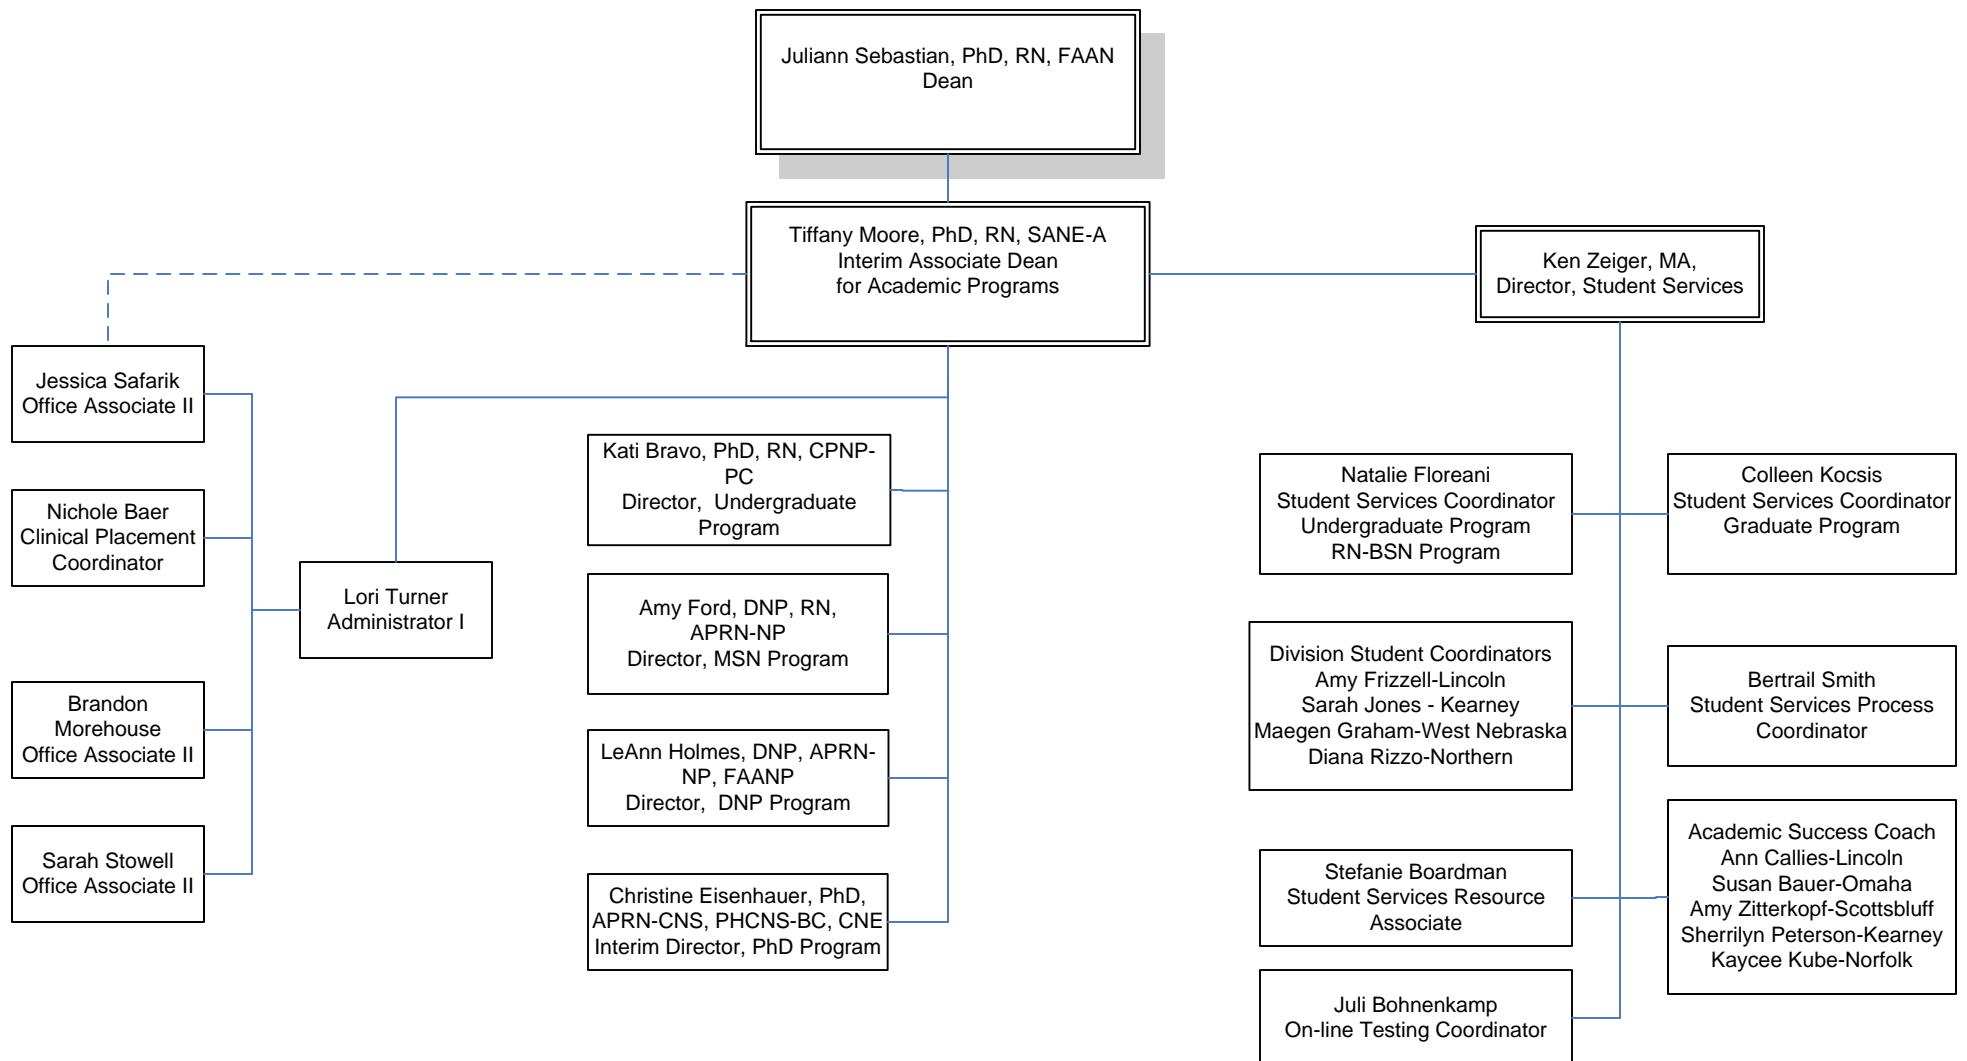 Juliann Sebastian, PhD, RN, FAAN
Dean
Tiffany Moore, PhD, RN, SANE-A
Interim Associate Dean
for Academic Programs
Ken Zeiger, MA,
Director, Student Services
Jessica Safarik
Office Associate II
Nichole Baer
Clinical Placement
Coordinator
Brandon
Morehouse
Office Associate II
Sarah Stowell
Office Associate II
Lori Turner
Administrator I
Kati Bravo, PhD, RN, CPNP-
PC
Director,  Undergraduate
Program
Amy Ford, DNP, RN,
APRN-NP
Director, MSN Program
LeAnn Holmes, DNP, APRN-
NP, FAANP
Director,  DNP Program
Christine Eisenhauer, PhD,
APRN-CNS, PHCNS-BC, CNE
Interim Director, PhD Program
Natalie Floreani
Student Services Coordinator
Undergraduate Program
RN-BSN Program
Colleen Kocsis
Student Services Coordinator
Graduate Program
Division Student Coordinators
Amy Frizzell-Lincoln
Sarah Jones - Kearney
Maegen Graham-West Nebraska
Diana Rizzo-Northern
Bertrail Smith
Student Services Process
Coordinator
Stefanie Boardman
Student Services Resource
Associate
Academic Success Coach
Ann Callies-Lincoln
Susan Bauer-Omaha
Amy Zitterkopf-Scottsbluff
Sherrilyn Peterson-Kearney
Kaycee Kube-Norfolk
Juli Bohnenkamp
On-line Testing Coordinator